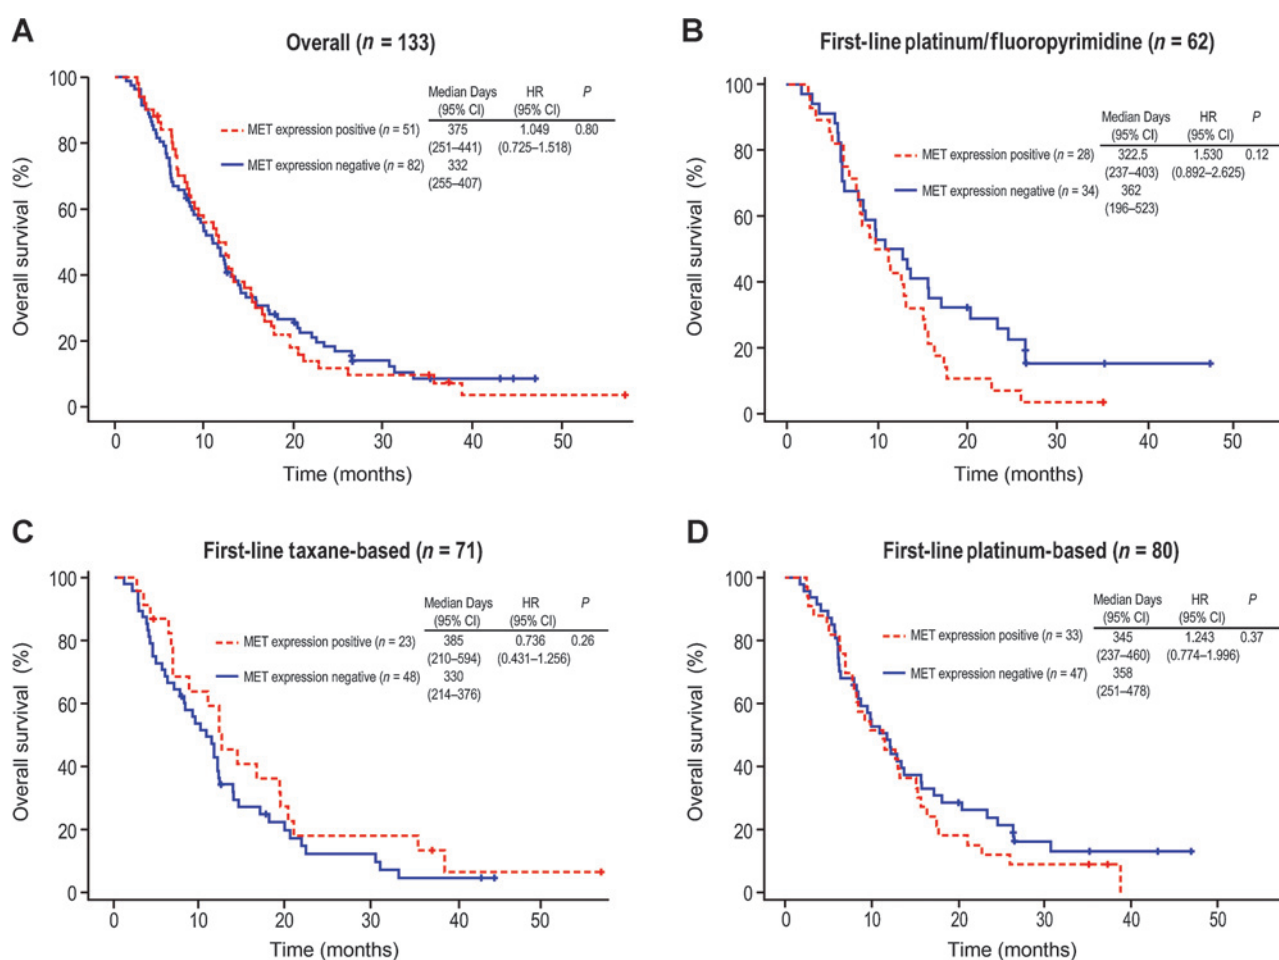 A
Overall (n = 133)
Median Days HR P
(95% CI) (95% CI)
MET expression positive (n = 51) 375 1.049 0.80
(251–441) (0.725–1.518)
MET expression negative (n = 82) 332
(255–407)
Overall survival (%)
100
80
60
40
20
0
0 10 20 30 40 50
Time (months)
B
First-line platinum/fluoropyrimidine (n = 62)
Median Days HR P
(95% CI) (95% CI)
MET expression positive (n = 28) 322.5 1.530 0.12
(237–403) (0.892–2.625)
MET expression negative (n = 34) 362
(196–523)
Overall survival (%)
100
80
60
40
20
0
0 10 20 30 40 50
Time (months)
C
First-line taxane-based (n = 71)
Median Days HR P
(95% CI) (95% CI)
MET expression positive (n = 23) 385 0.736 0.26
(210–594) (0.431–1.256)
MET expression negative (n = 48) 330
(214–376)
Overall survival (%)
100
80
60
40
20
0
0 10 20 30 40 50
Time (months)
D
First-line platinum-based (n = 80)
Median Days HR P
(95% CI) (95% CI)
MET expression positive (n = 33) 345 1.243 0.37
(237–460) (0.774–1.996)
MET expression negative (n = 47) 358
(251–478)
Overall survival (%)
100
80
60
40
20
0
0 10 20 30 40 50
Time (months)